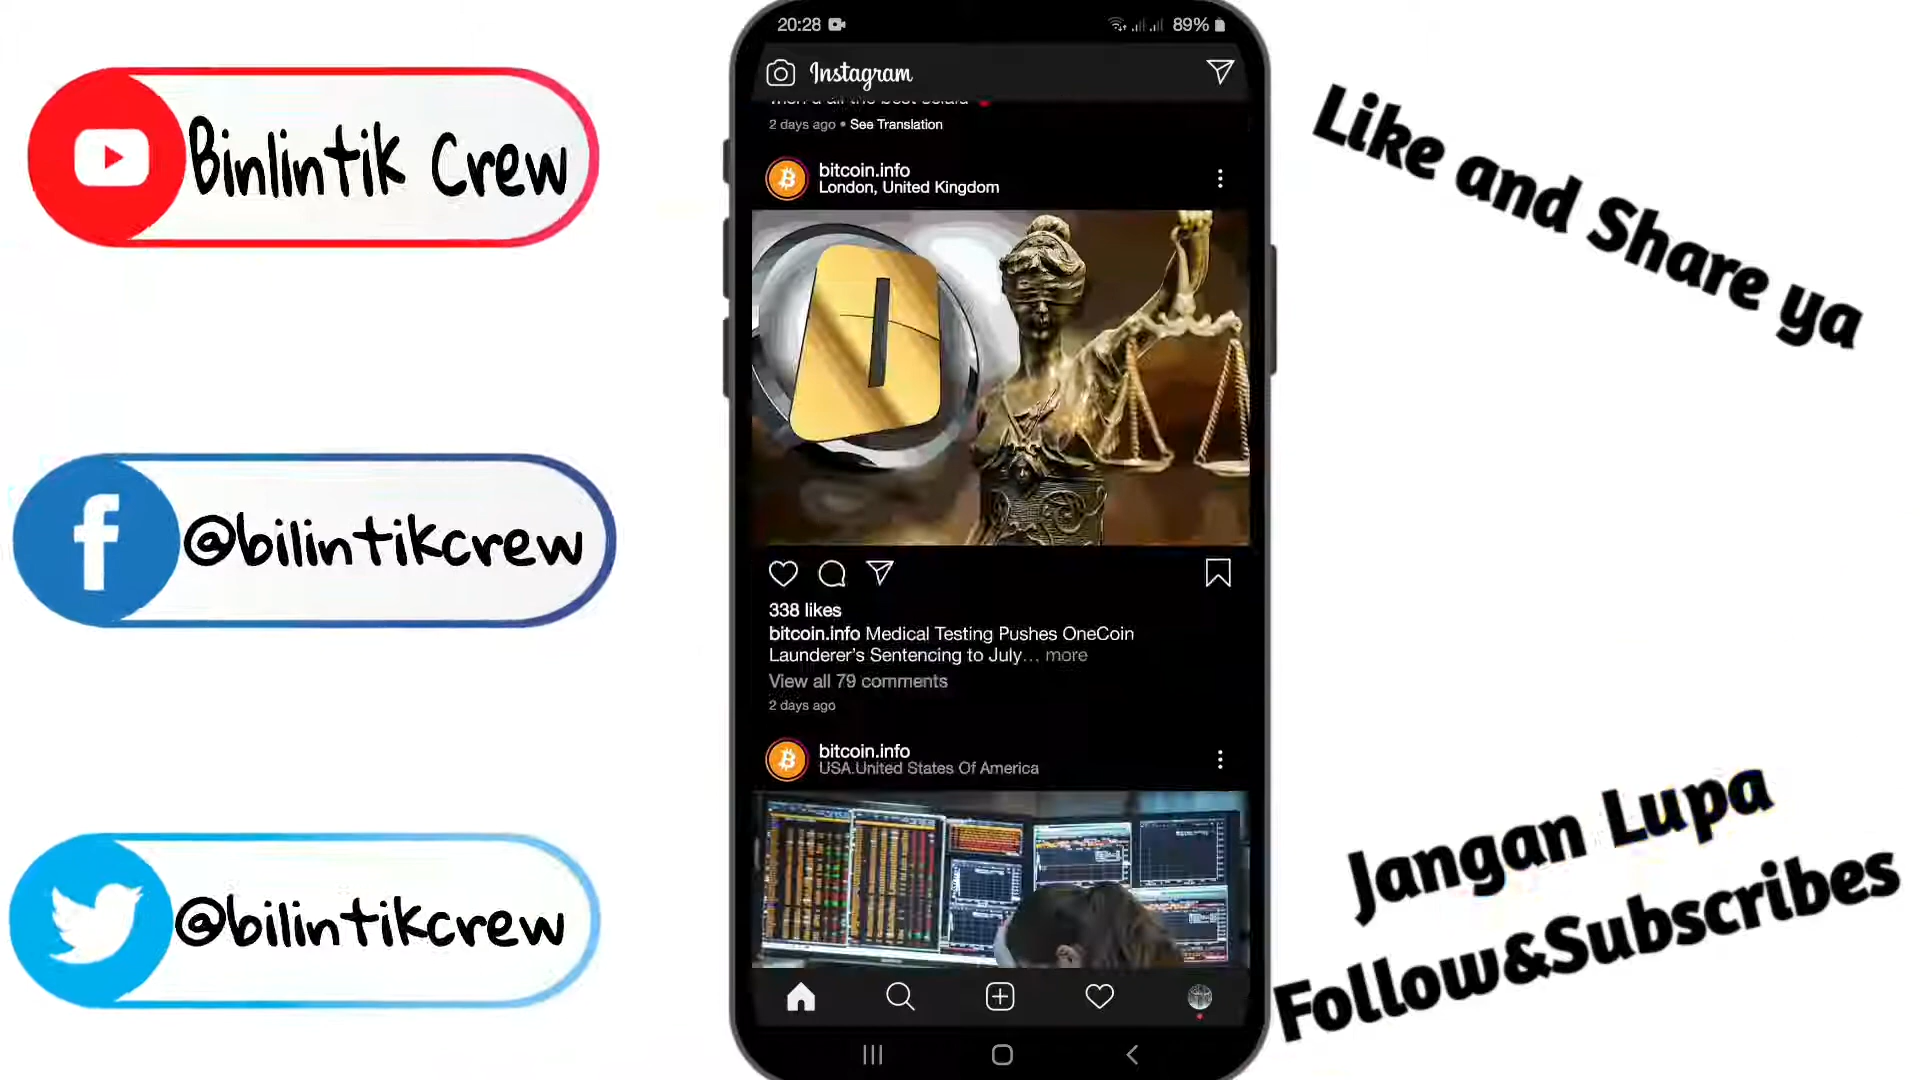 Binlintik Crew
@bilintikcrew
@bilintikcrew
20:28
89%
Instagram
2 days ago • See Translation
bitcoin.info
London, United Kingdom
338 likes
bitcoin.info Medical Testing Pushes OneCoin
Launderer's Sentencing to July… more
View all 79 comments
2 days ago
bitcoin.info
USA.United States Of America
Like and Share ya
Jangan Lupa
Follow&Subscribes